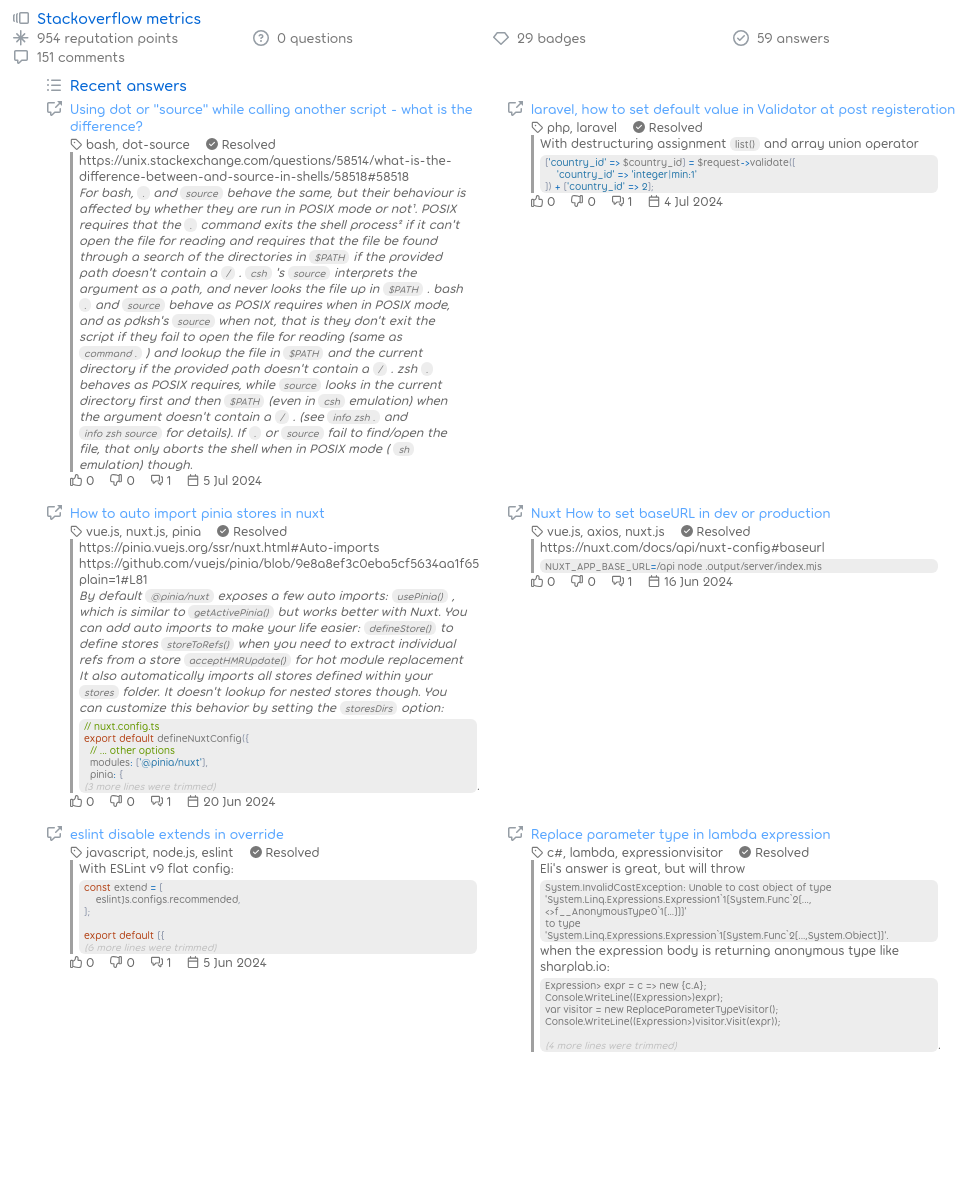 Stackoverflow metrics
954 reputation points
0 questions
29 badges
59 answers
151 comments
Recent answers
Using dot or "source" while calling another script - what is the
difference?
bash, dot-source Resolved
https://unix.stackexchange.com/questions/58514/what-is-the-
difference-between-and-source-in-shells/58518#58518
For bash, . and source behave the same, but their behaviour is
affected by whether they are run in POSIX mode or not¹. POSIX
requires that the . command exits the shell process² if it can't
open the file for reading and requires that the file be found
through a search of the directories in $PATH if the provided
path doesn't contain a / . csh 's source interprets the
argument as a path, and never looks the file up in $PATH . bash
. and source behave as POSIX requires when in POSIX mode,
and as pdksh's source when not, that is they don't exit the
script if they fail to open the file for reading (same as
command . ) and lookup the file in $PATH and the current
directory if the provided path doesn't contain a / . zsh .
behaves as POSIX requires, while source looks in the current
directory first and then $PATH (even in csh emulation) when
the argument doesn't contain a / . (see info zsh . and
info zsh source for details). If . or source fail to find/open the
file, that only aborts the shell when in POSIX mode ( sh
emulation) though.
0 0 1 5 Jul 2024
laravel, how to set default value in Validator at post registeration
php, laravel Resolved
With destructuring assignment list() and array union operator
['country_id' => $country_id] = $request->validate([
'country_id' => 'integer|min:1'
]) + ['country_id' => 2];
0 0 1 4 Jul 2024
How to auto import pinia stores in nuxt
vue.js, nuxt.js, pinia Resolved
https://pinia.vuejs.org/ssr/nuxt.html#Auto-imports
https://github.com/vuejs/pinia/blob/9e8a8ef3c0eba5cf5634aa1f65
plain=1#L81
By default @pinia/nuxt exposes a few auto imports: usePinia() ,
which is similar to getActivePinia() but works better with Nuxt. You
can add auto imports to make your life easier: defineStore() to
define stores storeToRefs() when you need to extract individual
refs from a store acceptHMRUpdate() for hot module replacement
It also automatically imports all stores defined within your
stores folder. It doesn't lookup for nested stores though. You
can customize this behavior by setting the storesDirs option:
// nuxt.config.ts
export default defineNuxtConfig({
// ... other options
modules: ['@pinia/nuxt'],
pinia: {
(3 more lines were trimmed)
.
0 0 1 20 Jun 2024
Nuxt How to set baseURL in dev or production
vue.js, axios, nuxt.js Resolved
https://nuxt.com/docs/api/nuxt-config#baseurl
NUXT_APP_BASE_URL=/api node .output/server/index.mjs
0 0 1 16 Jun 2024
eslint disable extends in override
javascript, node.js, eslint Resolved
With ESLint v9 flat config:
const extend = {
eslintJs.configs.recommended,
};
export default [{
(6 more lines were trimmed)
0 0 1 5 Jun 2024
Replace parameter type in lambda expression
c#, lambda, expressionvisitor Resolved
Eli's answer is great, but will throw
System.InvalidCastException: Unable to cast object of type
'System.Linq.Expressions.Expression1`1[System.Func`2[...,
<>f__AnonymousType0`1[...]]]'
to type
'System.Linq.Expressions.Expression`1[System.Func`2[...,System.Object]]'.
when the expression body is returning anonymous type like
sharplab.io:
Expression> expr = c => new {c.A};
Console.WriteLine((Expression>)expr);
var visitor = new ReplaceParameterTypeVisitor();
Console.WriteLine((Expression>)visitor.Visit(expr));
(4 more lines were trimmed)
.